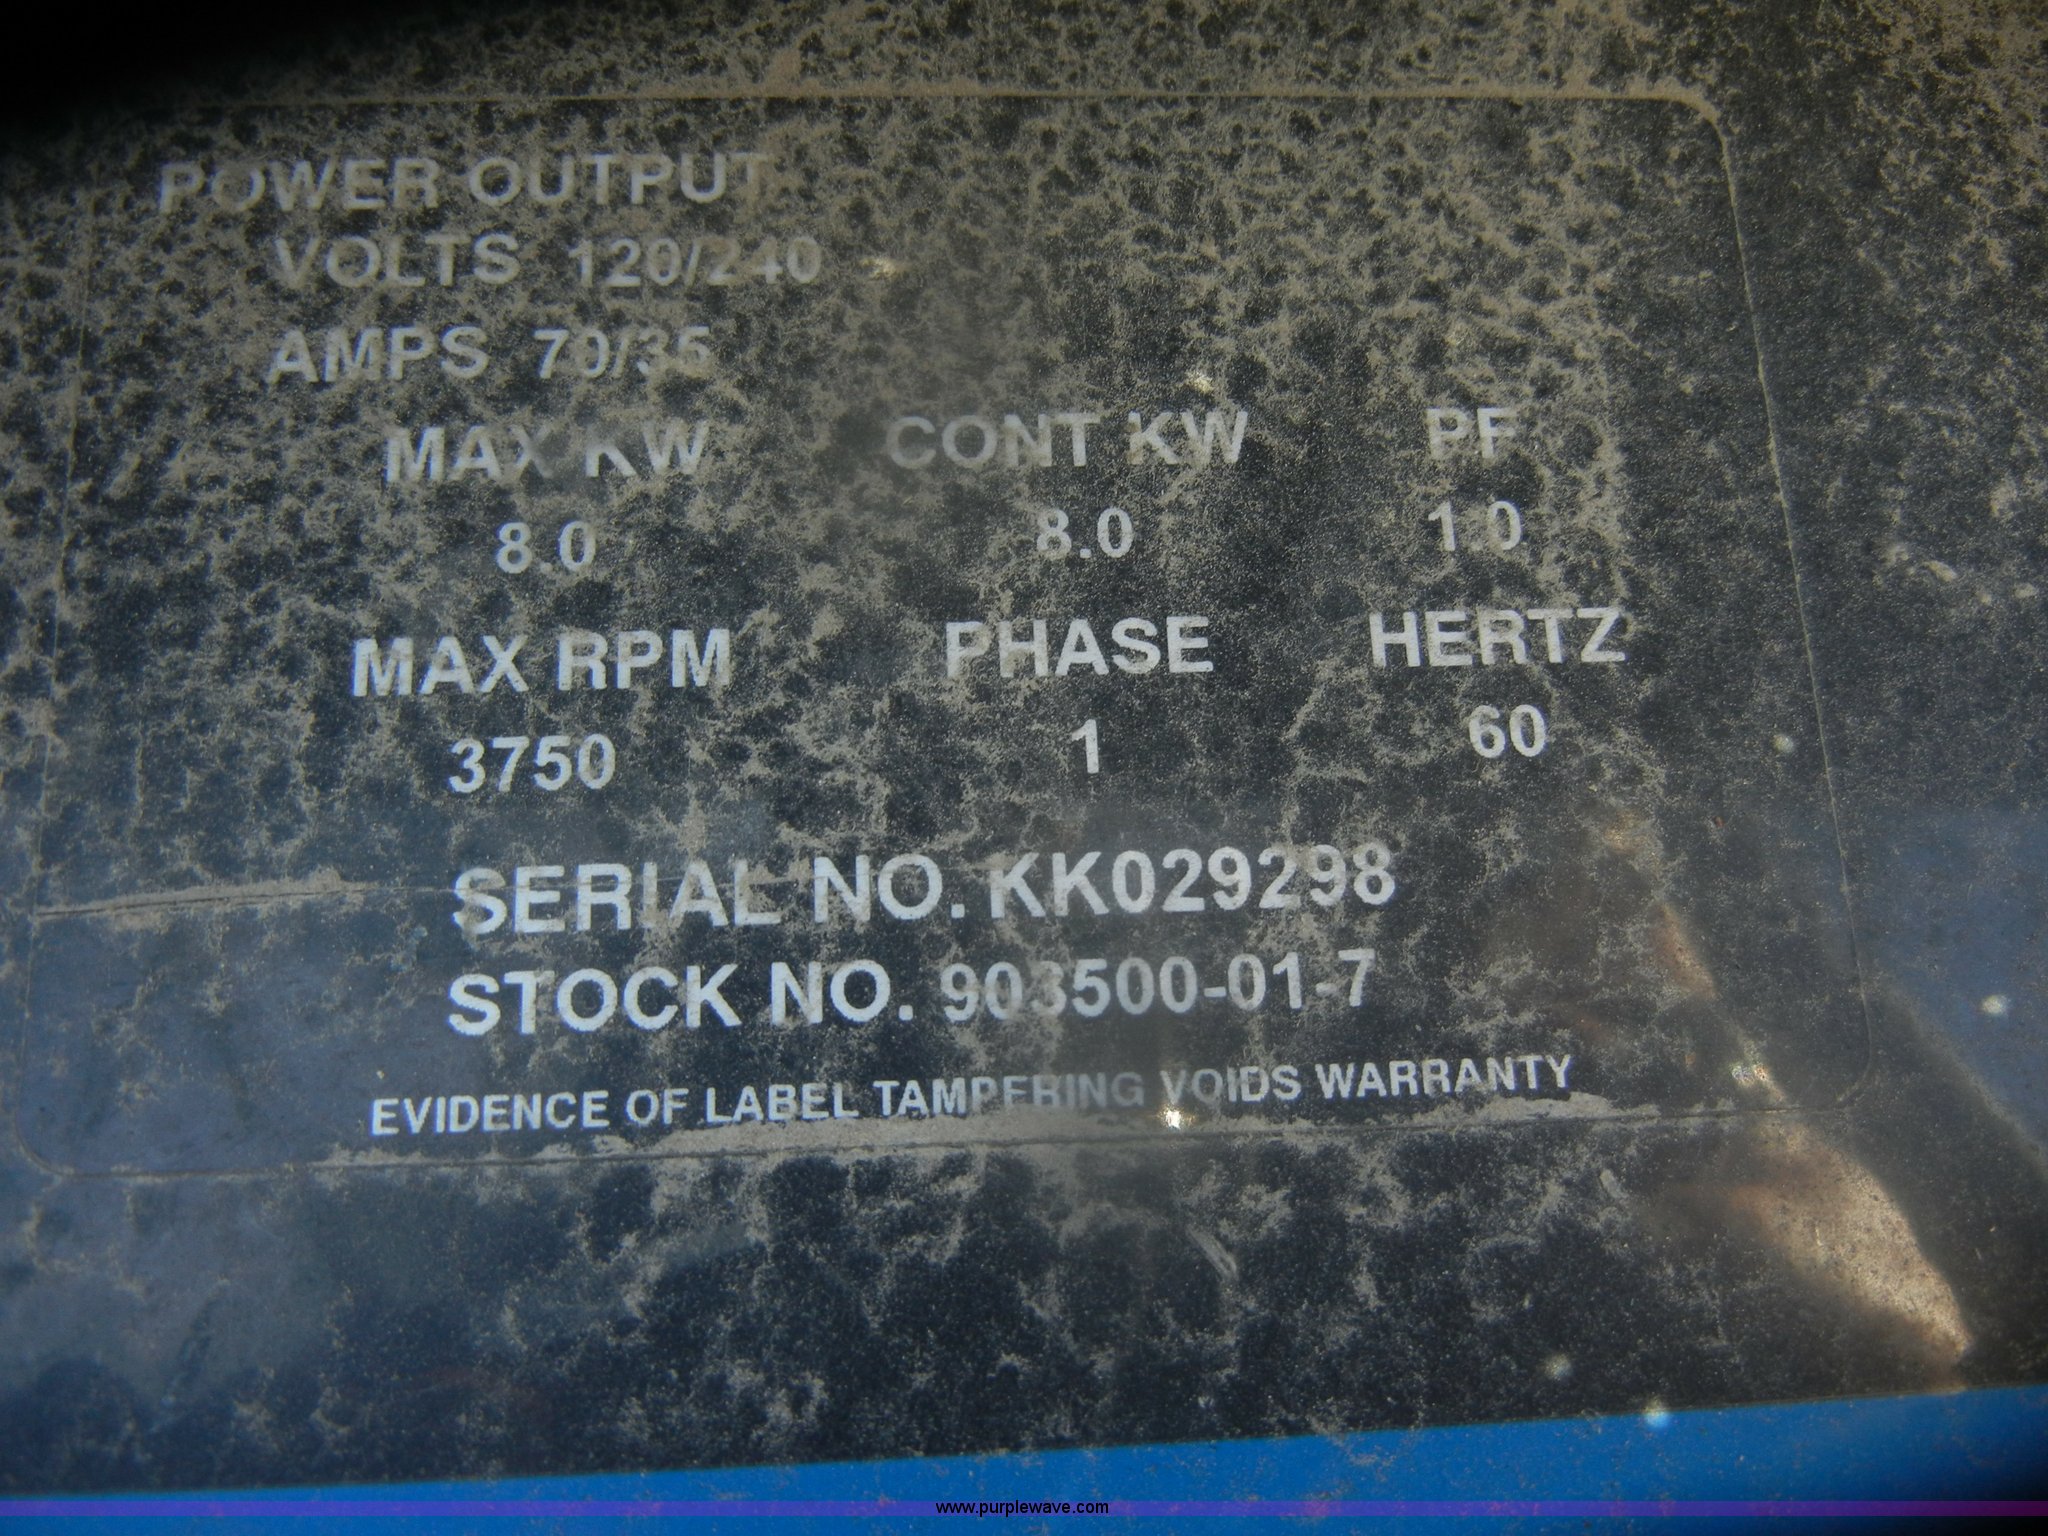 POWER OUTPUT
VOLTS 120/240
AMPS 70/35
MAX KW CONT KW PF
8.0 8.0 1.0
MAX RPM PHASE HERTZ
3750 1 60
SERIAL NO. KK029298
STOCK NO. 903500-01-7
EVIDENCE OF LABEL TAMPERING VOIDS WARRANTY
www.purplewave.com